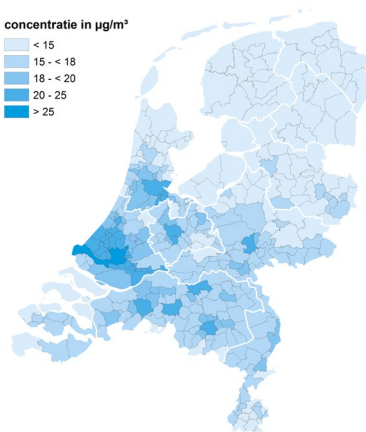 concentratie in µg/m³
< 15
15 - < 18
18 - < 20
20 - 25
> 25